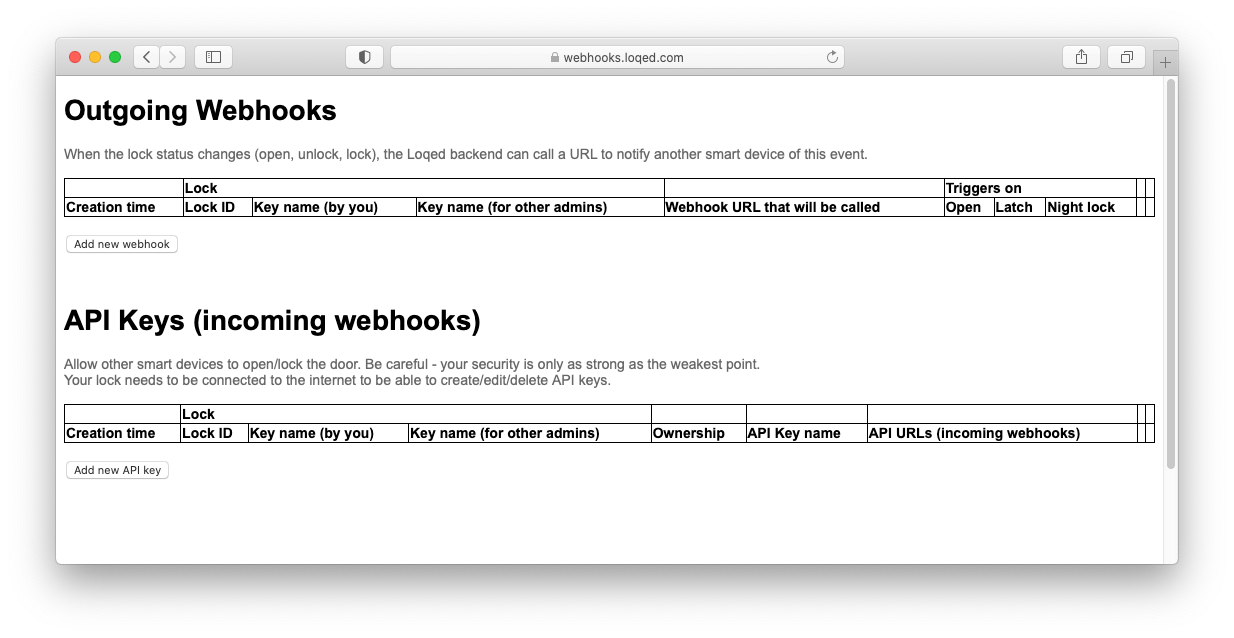 webhooks.loqed.com
Outgoing Webhooks
When the lock status changes (open, unlock, lock), the Loqed backend can call a URL to notify another smart device of this event.
Lock Triggers on
Creation time Lock ID Key name (by you) Key name (for other admins) Webhook URL that will be called Open Latch Night lock
Add new webhook
API Keys (incoming webhooks)
Allow other smart devices to open/lock the door. Be careful - your security is only as strong as the weakest point.
Your lock needs to be connected to the internet to be able to create/edit/delete API keys.
Lock
Creation time Lock ID Key name (by you) Key name (for other admins) Ownership API Key name API URLs (incoming webhooks)
Add new API key